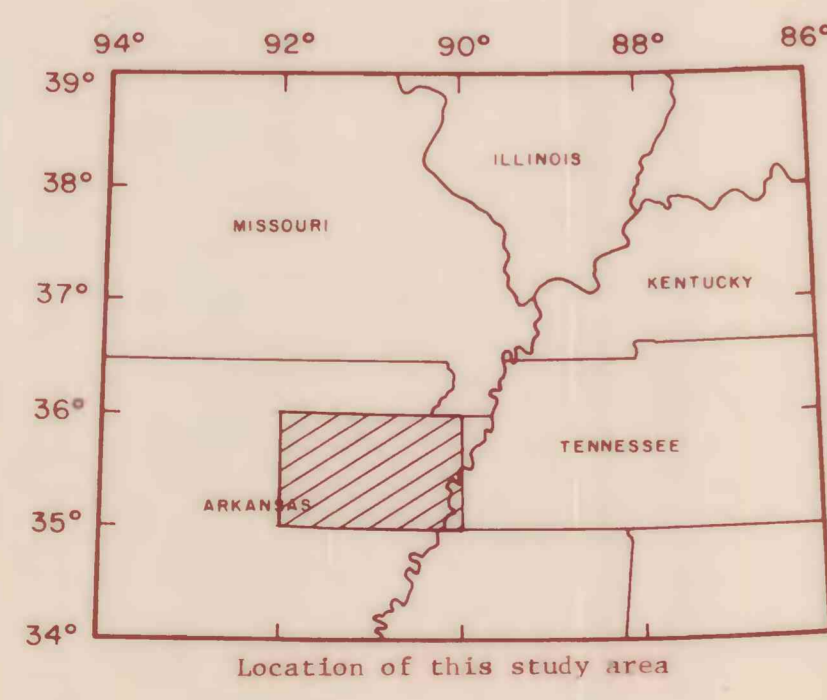 94° 92° 90° 88° 86°
39°
ILLINOIS
38°
MISSOURI
KENTUCKY
37°
36°
TENNESSEE
ARKANSAS
35°
34°
Location of this study area